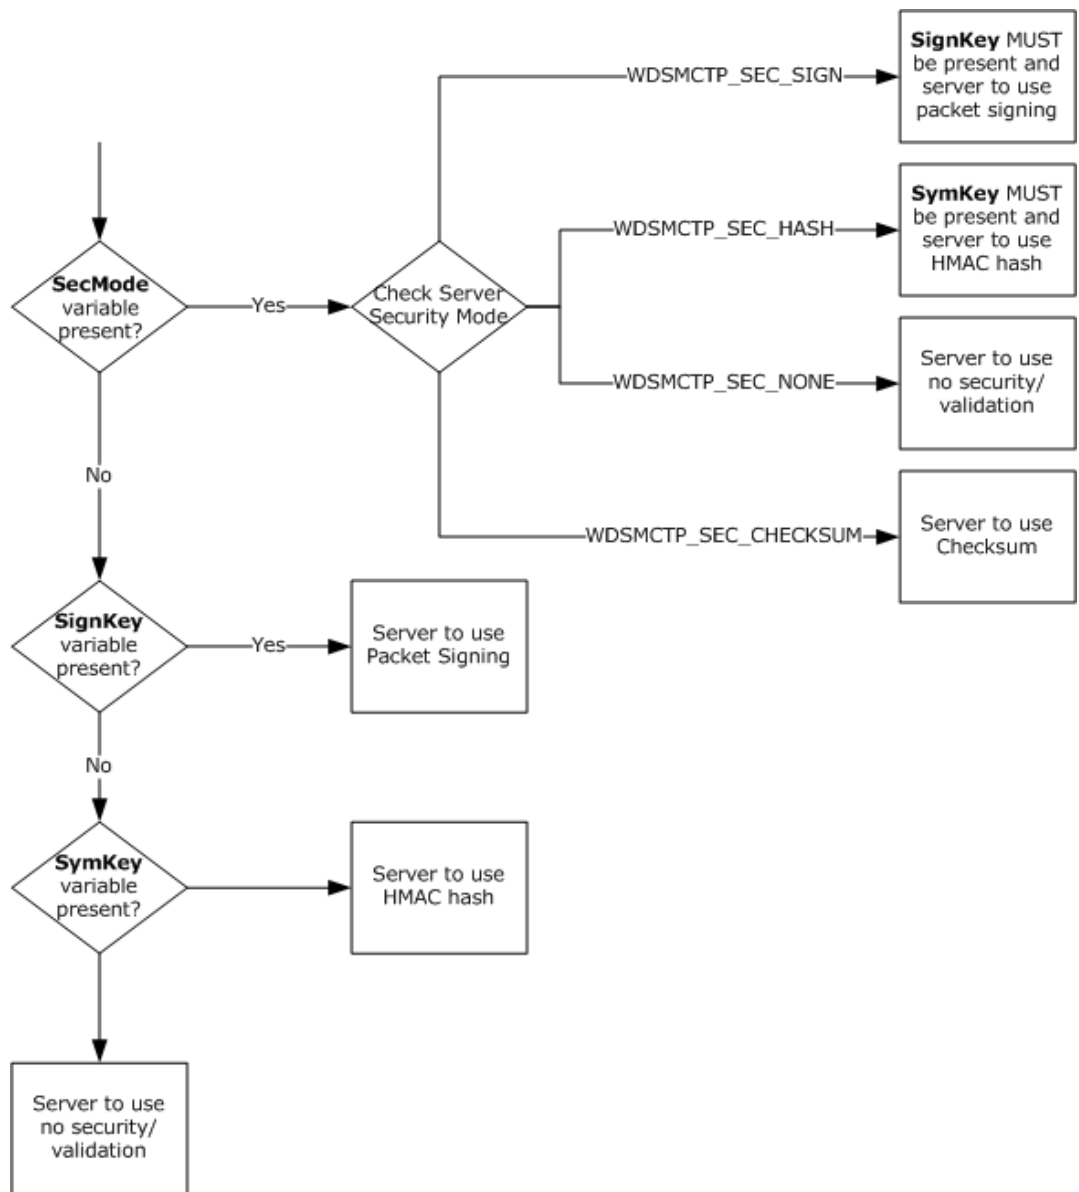 SignKey MUST
be present and
server to use
packet signing
WDSMCTP_SEC_SIGN
SymKey MUST
be present and
server to use
HMAC hash
WDSMCTP_SEC_HASH
SecMode
variable
present?
Yes
Check Server
Security Mode
WDSMCTP_SEC_NONE
Server to use
no security/
validation
No
WDSMCTP_SEC_CHECKSUM
Server to use
Checksum
SignKey
variable
present?
Yes
Server to use
Packet Signing
No
SymKey
variable
present?
Server to use
HMAC hash
Server to use
no security/
validation